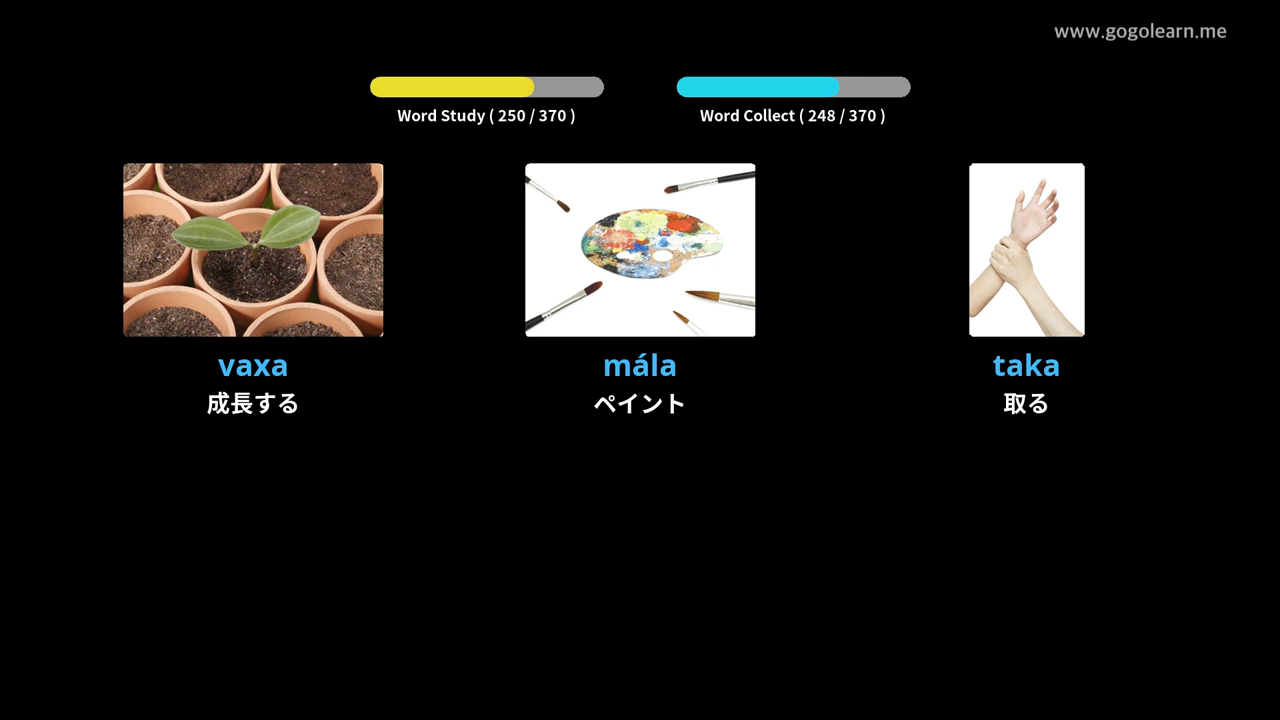 www.gogolearn.me
Word Study ( 250 / 370 )
Word Collect ( 248 / 370 )
vaxa
成長する
mála
ペイント
taka
取る